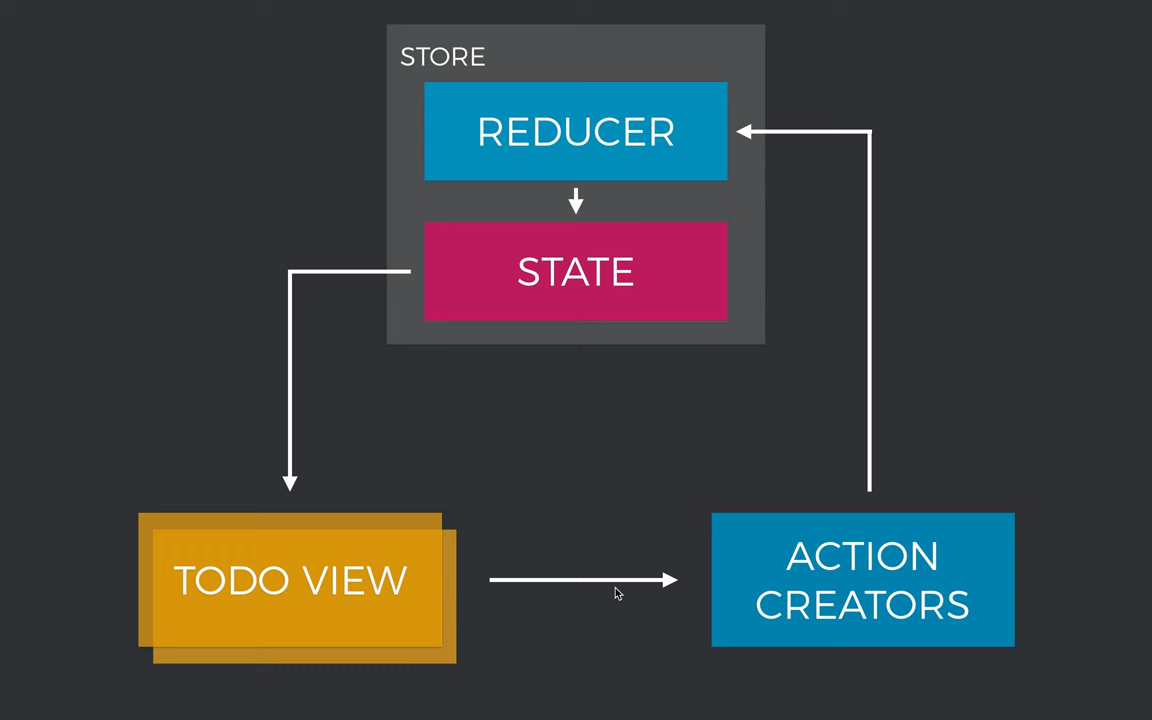 STORE
REDUCER
STATE
TODO VIEW
ACTION
CREATORS